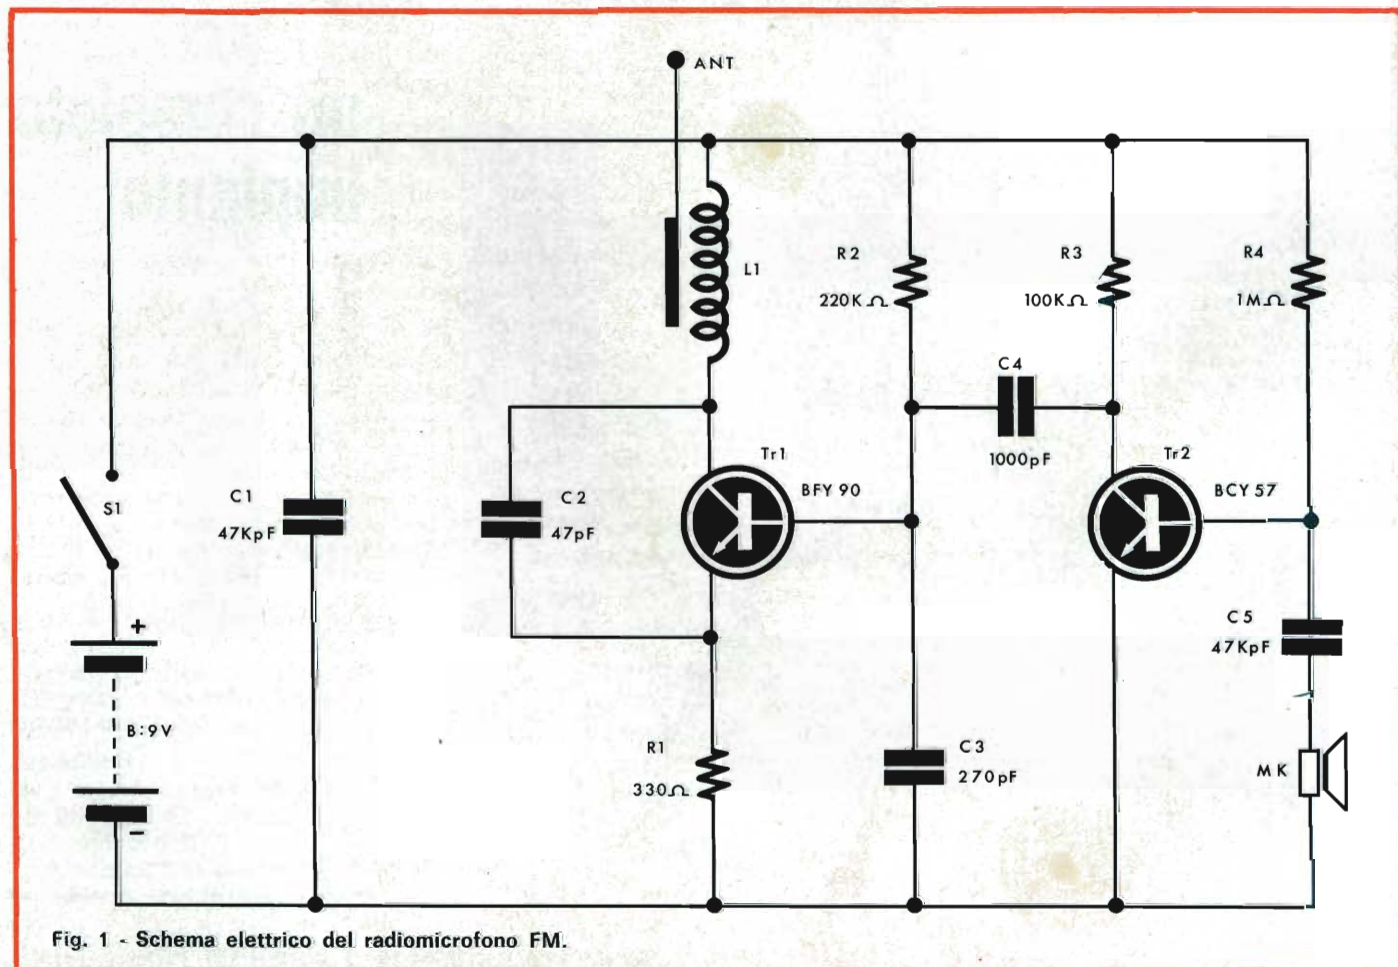 ANT
L1
R2
220KΩ
R3
100KΩ
R4
1MΩ
C4
1000pF
Tr1
BFY 90
Tr2
BCY 57
S1
C1
47KpF
C2
47pF
+
B:9V
−
R1
330Ω
C3
270pF
C5
47KpF
MK
Fig. 1 - Schema elettrico del radiomicrofono FM.